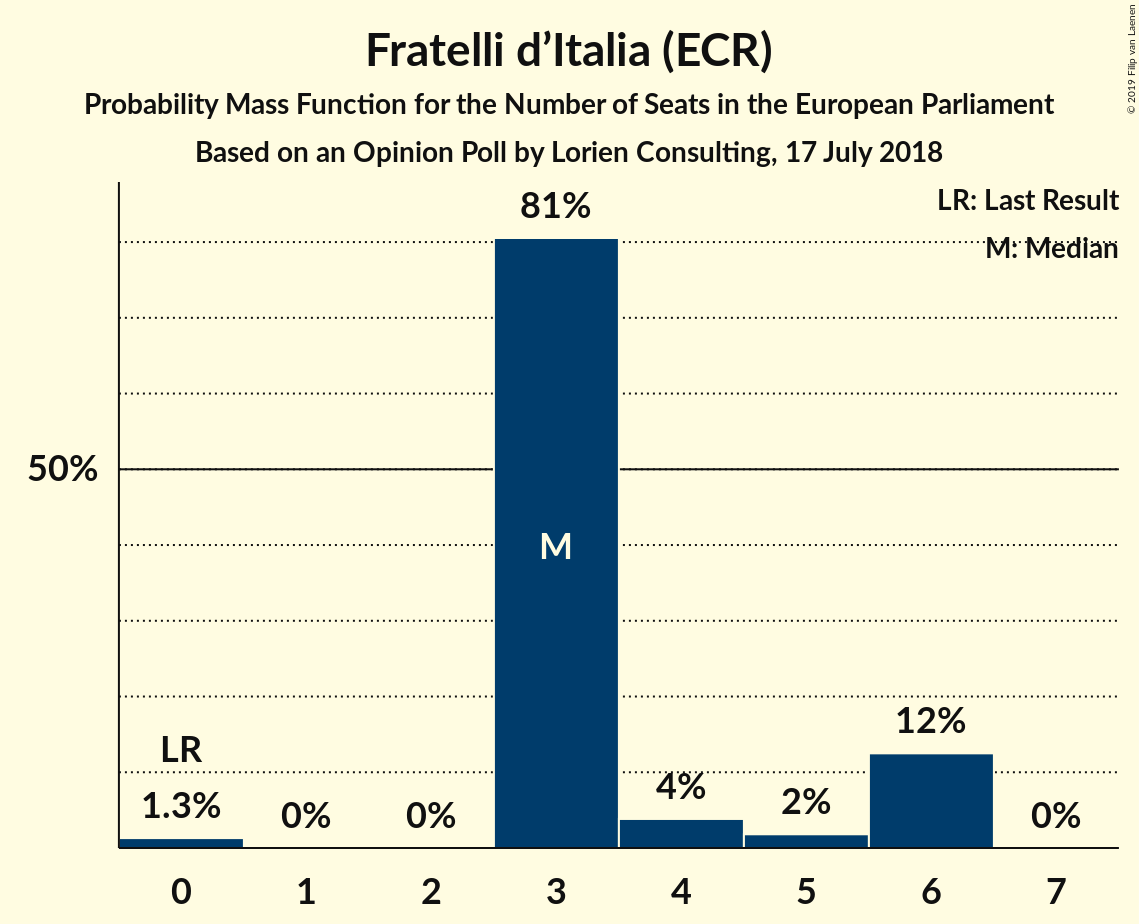 Fratelli d’Italia (ECR)
Probability Mass Function for the Number of Seats in the European Parliament
Based on an Opinion Poll by Lorien Consulting, 17 July 2018
© 2019 Filip van Laenen
LR: Last Result
M: Median
81%
50%
M
LR
1.3%
0%
0%
4%
2%
12%
0%
0 1 2 3 4 5 6 7